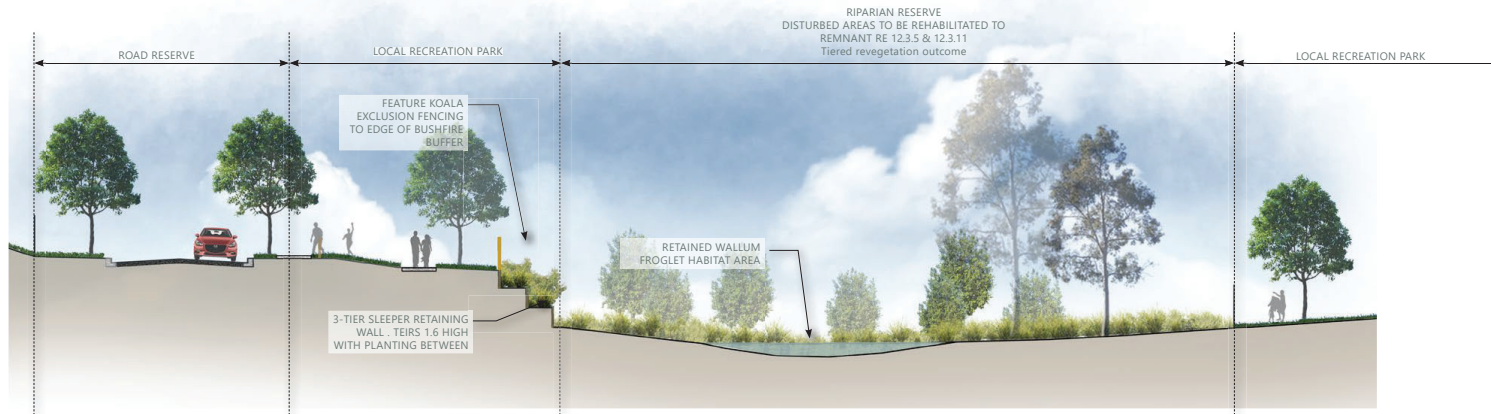 RIPARIAN RESERVE
DISTURBED AREAS TO BE REHABILITATED TO
REMNANT RE 12.3.5 & 12.3.11
Tiered revegetation outcome
ROAD RESERVE
LOCAL RECREATION PARK
LOCAL RECREATION PARK
FEATURE KOALA
EXCLUSION FENCING
TO EDGE OF BUSHFIRE
BUFFER
RETAINED WALLUM
FROGLET HABITAT AREA
3-TIER SLEEPER RETAINING
WALL . TEIRS 1.6 HIGH
WITH PLANTING BETWEEN